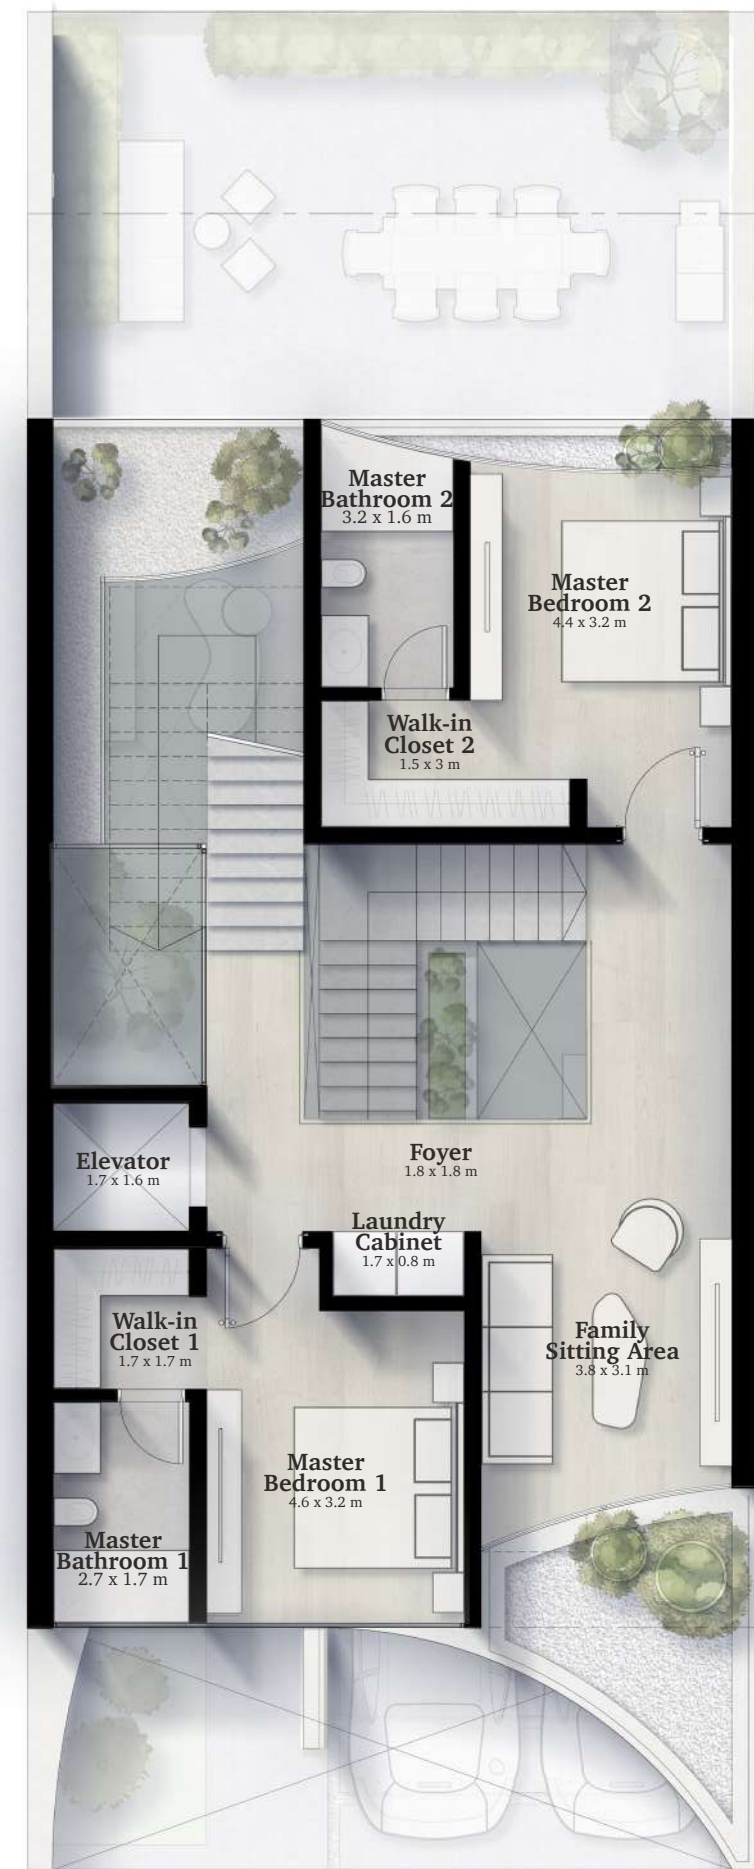 Master
Bathroom 2
3.2 x 1.6 m
Master
Bedroom 2
4.4 x 3.2 m
Walk-in
Closet 2
1.5 x 3 m
Elevator
1.7 x 1.6 m
Foyer
1.8 x 1.8 m
Laundry
Cabinet
1.7 x 0.8 m
Walk-in
Closet 1
1.7 x 1.7 m
Family
Sitting Area
3.8 x 3.1 m
Master
Bedroom 1
4.6 x 3.2 m
Master
Bathroom 1
2.7 x 1.7 m